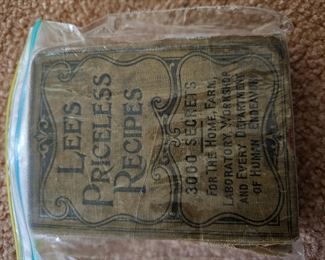 LEE'S
PRICELESS
RECIPES
3000 SECRETS
FOR THE HOME, FARM,
LABORATORY, WORKSHOP
AND EVERY DEPARTMENT
OF HUMAN ENDEAVOR